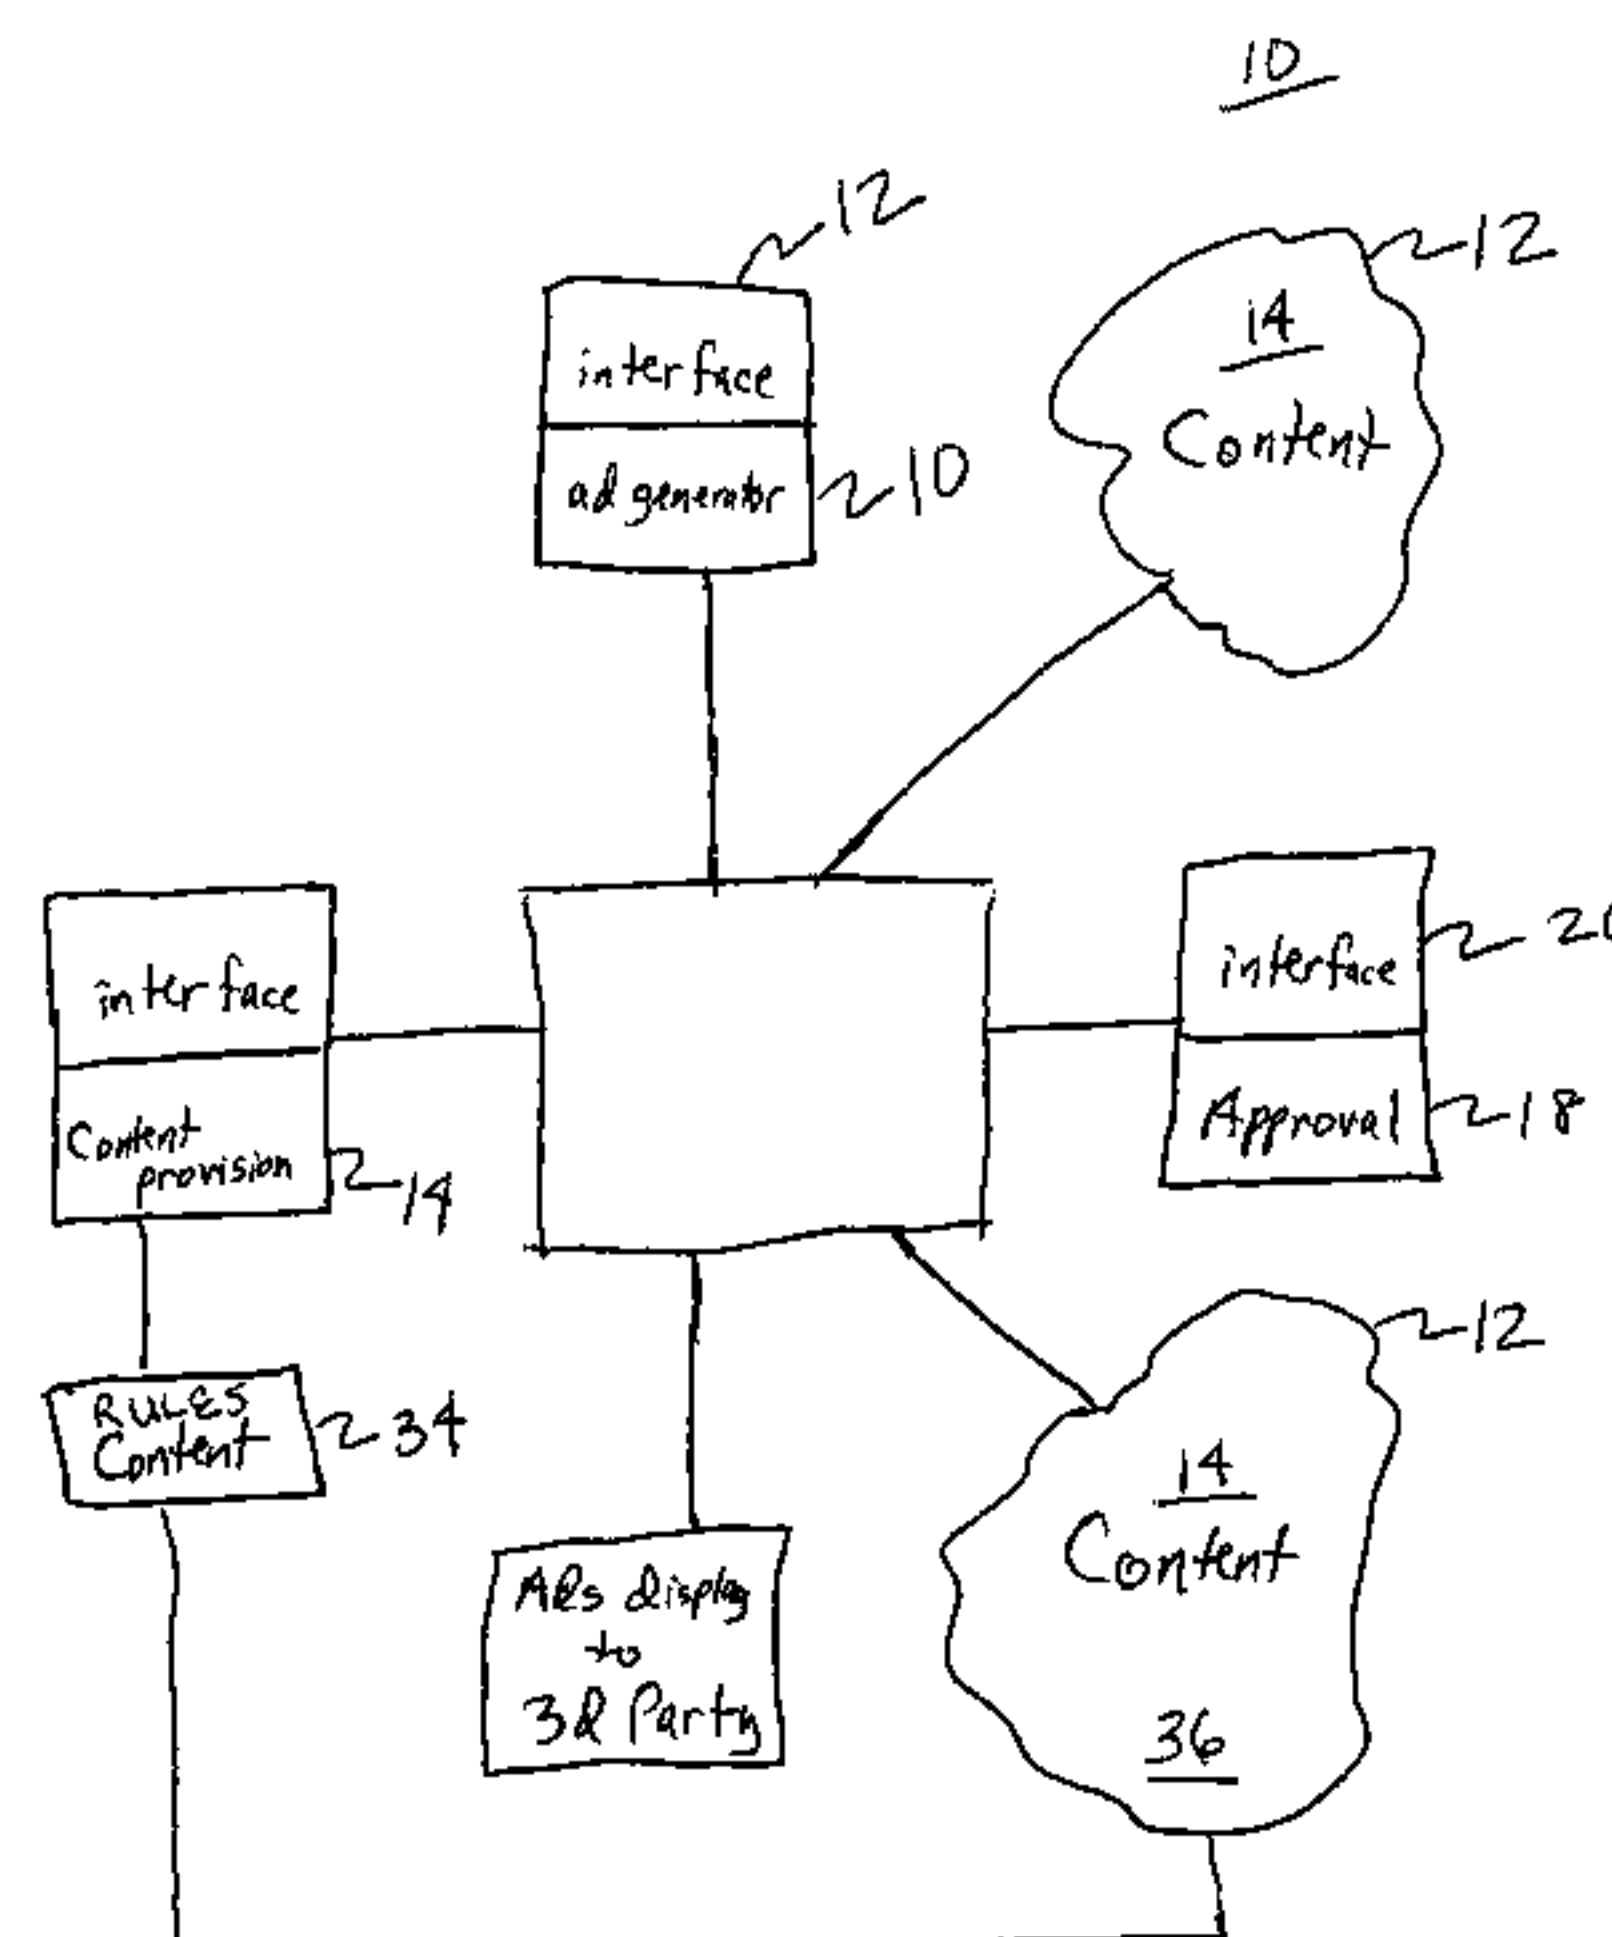 10
12
12
interface
14
Content
ad generator
10
interface
interface
20
Content
provision
14
Approval
18
RULES
Content
34
12
Ads display
to
3d Party
14
Content
36